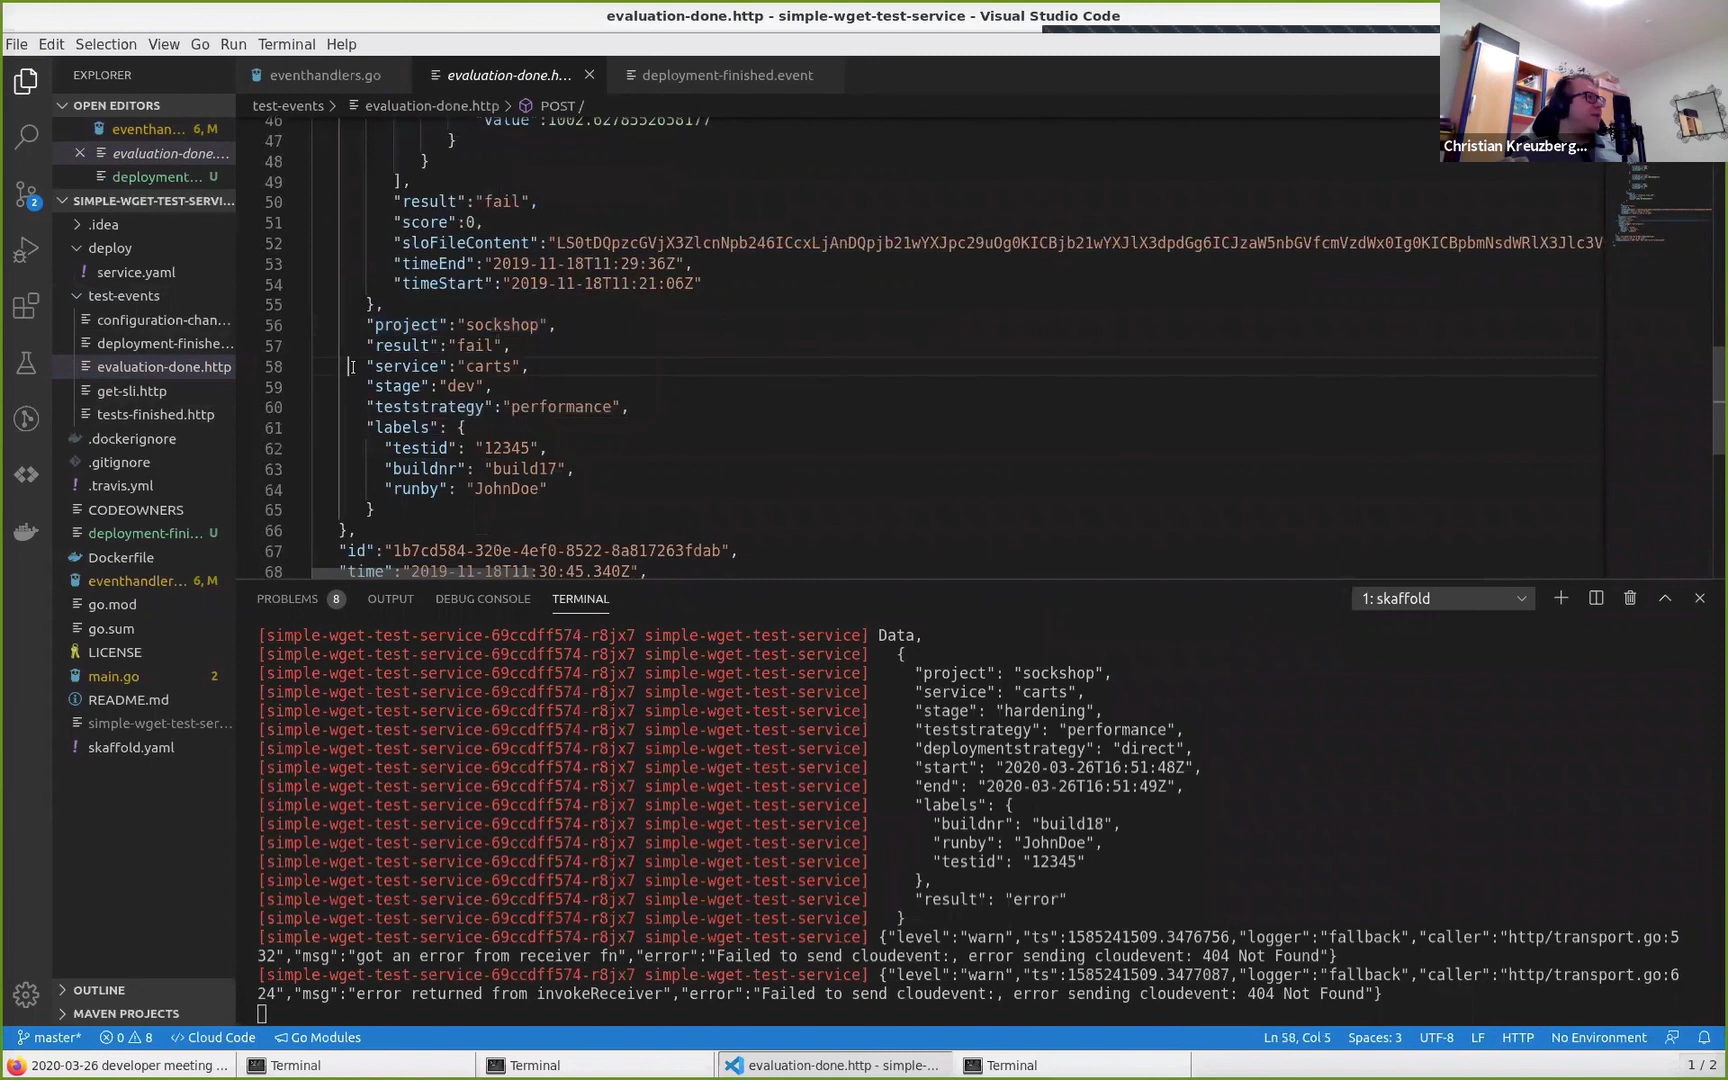 evaluation-done.http - simple-wget-test-service - Visual Studio Code
File Edit Selection View Go Run Terminal Help
Christian Kreuzberg...
EXPLORER
OPEN EDITORS
eventhan... 6, M
evaluation-done....
deployment... U
SIMPLE-WGET-TEST-SERVI...
.idea
deploy
service.yaml
test-events
configuration-chan...
deployment-finishe...
evaluation-done.http
get-sli.http
tests-finished.http
.dockerignore
.gitignore
.travis.yml
CODEOWNERS
deployment-fini... U
Dockerfile
eventhandler... 6, M
go.mod
go.sum
LICENSE
main.go 2
README.md
simple-wget-test-ser...
skaffold.yaml
OUTLINE
MAVEN PROJECTS
2
eventhandlers.go
evaluation-done.h...
deployment-finished.event
test-events > evaluation-done.http > POST /
46 "value":1002.6278552658177
47 }
48 }
49 ],
50 "result":"fail",
51 "score":0,
52 "sloFileContent":"LS0tDQpzcGVjX3ZlcnNpb246ICcxLjAnDQpjb21wYXJpc29uOg0KICBjb21wYXJlX3dpdGg6ICJzaW5nbGVfcmVzdWx0Ig0KICBpbmNsdWRlX3Jlc3V
53 "timeEnd":"2019-11-18T11:29:36Z",
54 "timeStart":"2019-11-18T11:21:06Z"
55 },
56 "project":"sockshop",
57 "result":"fail",
58 "service":"carts",
59 "stage":"dev",
60 "teststrategy":"performance",
61 "labels": {
62 "testid": "12345",
63 "buildnr": "build17",
64 "runby": "JohnDoe"
65 }
66 },
67 "id":"1b7cd584-320e-4ef0-8522-8a817263fdab",
68 "time":"2019-11-18T11:30:45.340Z",
PROBLEMS 8 OUTPUT DEBUG CONSOLE TERMINAL 1: skaffold
[simple-wget-test-service-69ccdff574-r8jx7 simple-wget-test-service] Data,
[simple-wget-test-service-69ccdff574-r8jx7 simple-wget-test-service] {
[simple-wget-test-service-69ccdff574-r8jx7 simple-wget-test-service] "project": "sockshop",
[simple-wget-test-service-69ccdff574-r8jx7 simple-wget-test-service] "service": "carts",
[simple-wget-test-service-69ccdff574-r8jx7 simple-wget-test-service] "stage": "hardening",
[simple-wget-test-service-69ccdff574-r8jx7 simple-wget-test-service] "teststrategy": "performance",
[simple-wget-test-service-69ccdff574-r8jx7 simple-wget-test-service] "deploymentstrategy": "direct",
[simple-wget-test-service-69ccdff574-r8jx7 simple-wget-test-service] "start": "2020-03-26T16:51:48Z",
[simple-wget-test-service-69ccdff574-r8jx7 simple-wget-test-service] "end": "2020-03-26T16:51:49Z",
[simple-wget-test-service-69ccdff574-r8jx7 simple-wget-test-service] "labels": {
[simple-wget-test-service-69ccdff574-r8jx7 simple-wget-test-service] "buildnr": "build18",
[simple-wget-test-service-69ccdff574-r8jx7 simple-wget-test-service] "runby": "JohnDoe",
[simple-wget-test-service-69ccdff574-r8jx7 simple-wget-test-service] "testid": "12345"
[simple-wget-test-service-69ccdff574-r8jx7 simple-wget-test-service] },
[simple-wget-test-service-69ccdff574-r8jx7 simple-wget-test-service] "result": "error"
[simple-wget-test-service-69ccdff574-r8jx7 simple-wget-test-service] }
[simple-wget-test-service-69ccdff574-r8jx7 simple-wget-test-service] {"level":"warn","ts":1585241509.3476756,"logger":"fallback","caller":"http/transport.go:5
32","msg":"got an error from receiver fn","error":"Failed to send cloudevent:, error sending cloudevent: 404 Not Found"}
[simple-wget-test-service-69ccdff574-r8jx7 simple-wget-test-service] {"level":"warn","ts":1585241509.3477087,"logger":"fallback","caller":"http/transport.go:6
24","msg":"error returned from invokeReceiver","error":"Failed to send cloudevent:, error sending cloudevent: 404 Not Found"}
master* 0 8 Cloud Code Go Modules Ln 58, Col 5 Spaces: 3 UTF-8 LF HTTP No Environment
2020-03-26 developer meeting ... Terminal Terminal evaluation-done.http - simple-... Terminal 1 / 2